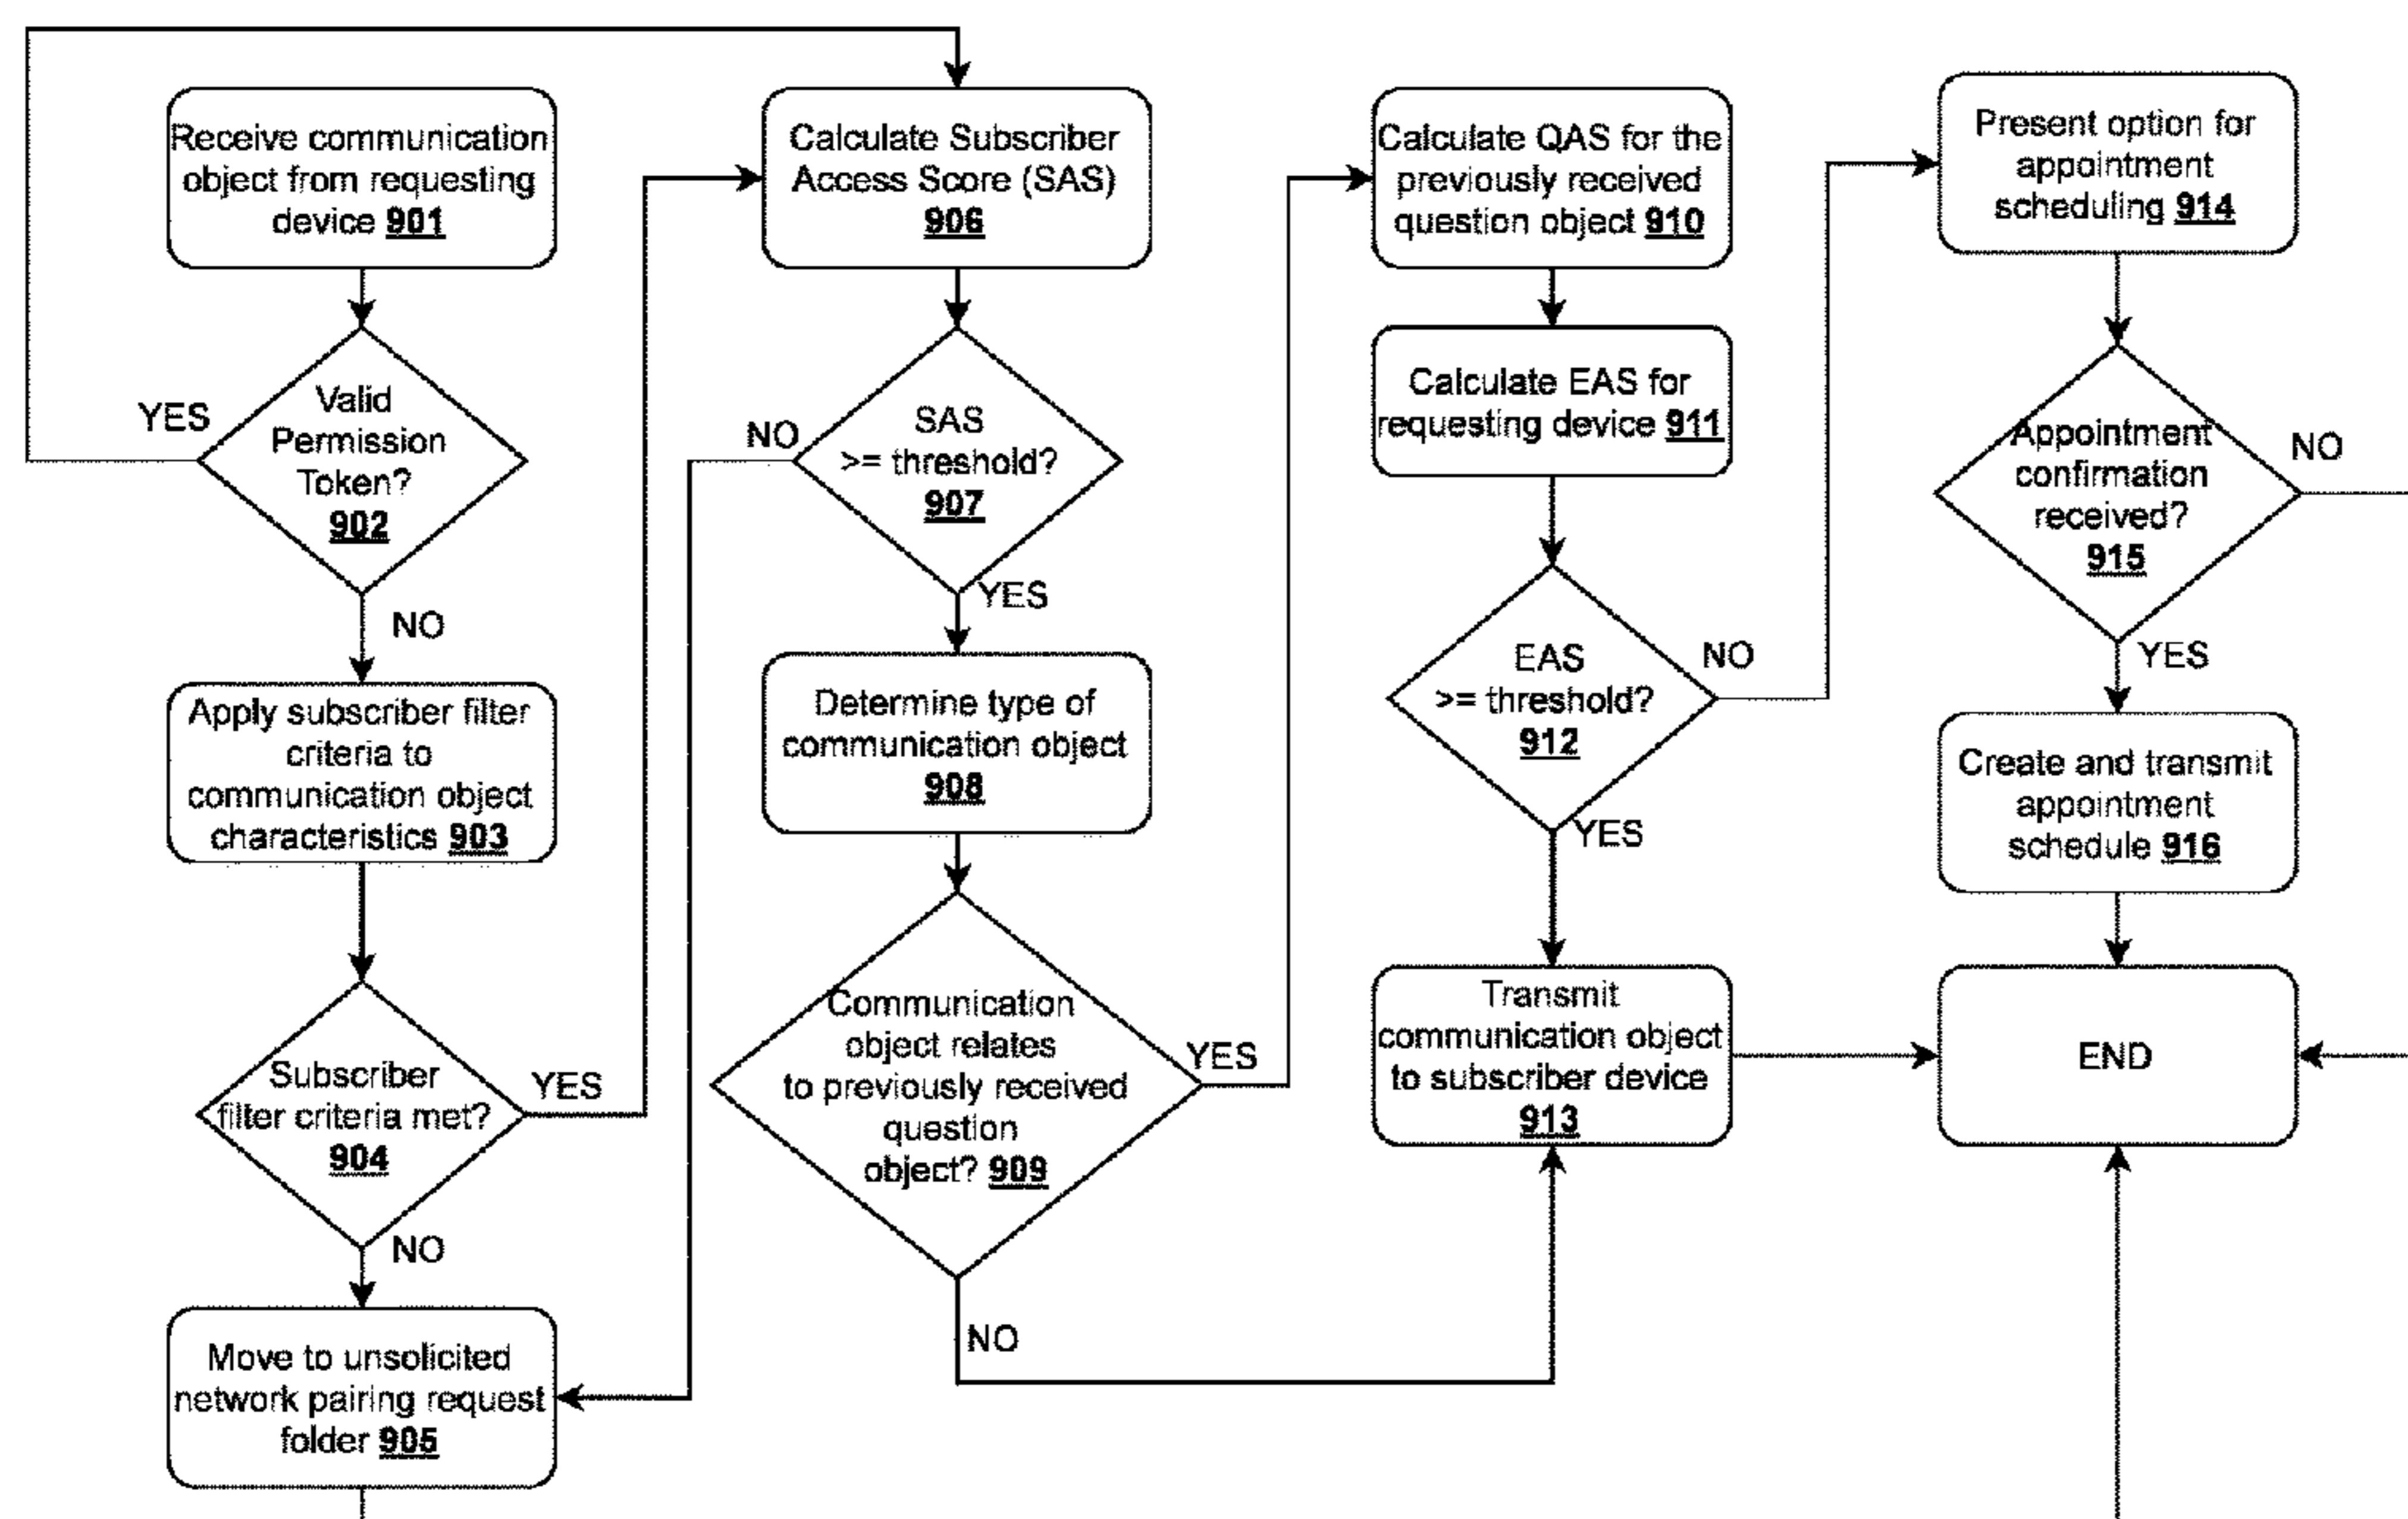 Receive communication
object from requesting
device 901
YES
Valid
Permission
Token?
902
NO
Apply subscriber filter
criteria to
communication object
characteristics 903
Subscriber
filter criteria met?
904
YES
NO
Move to unsolicited
network pairing request
folder 905
Calculate Subscriber
Access Score (SAS)
906
NO
SAS
>= threshold?
907
YES
Determine type of
communication object
908
Communication
object relates
to previously received
question
object? 909
YES
NO
Calculate QAS for the
previously received
question object 910
Calculate EAS for
requesting device 911
EAS
>= threshold?
912
NO
YES
Transmit
communication object
to subscriber device
913
Present option for
appointment
scheduling 914
Appointment
confirmation
received?
915
NO
YES
Create and transmit
appointment
schedule 916
END